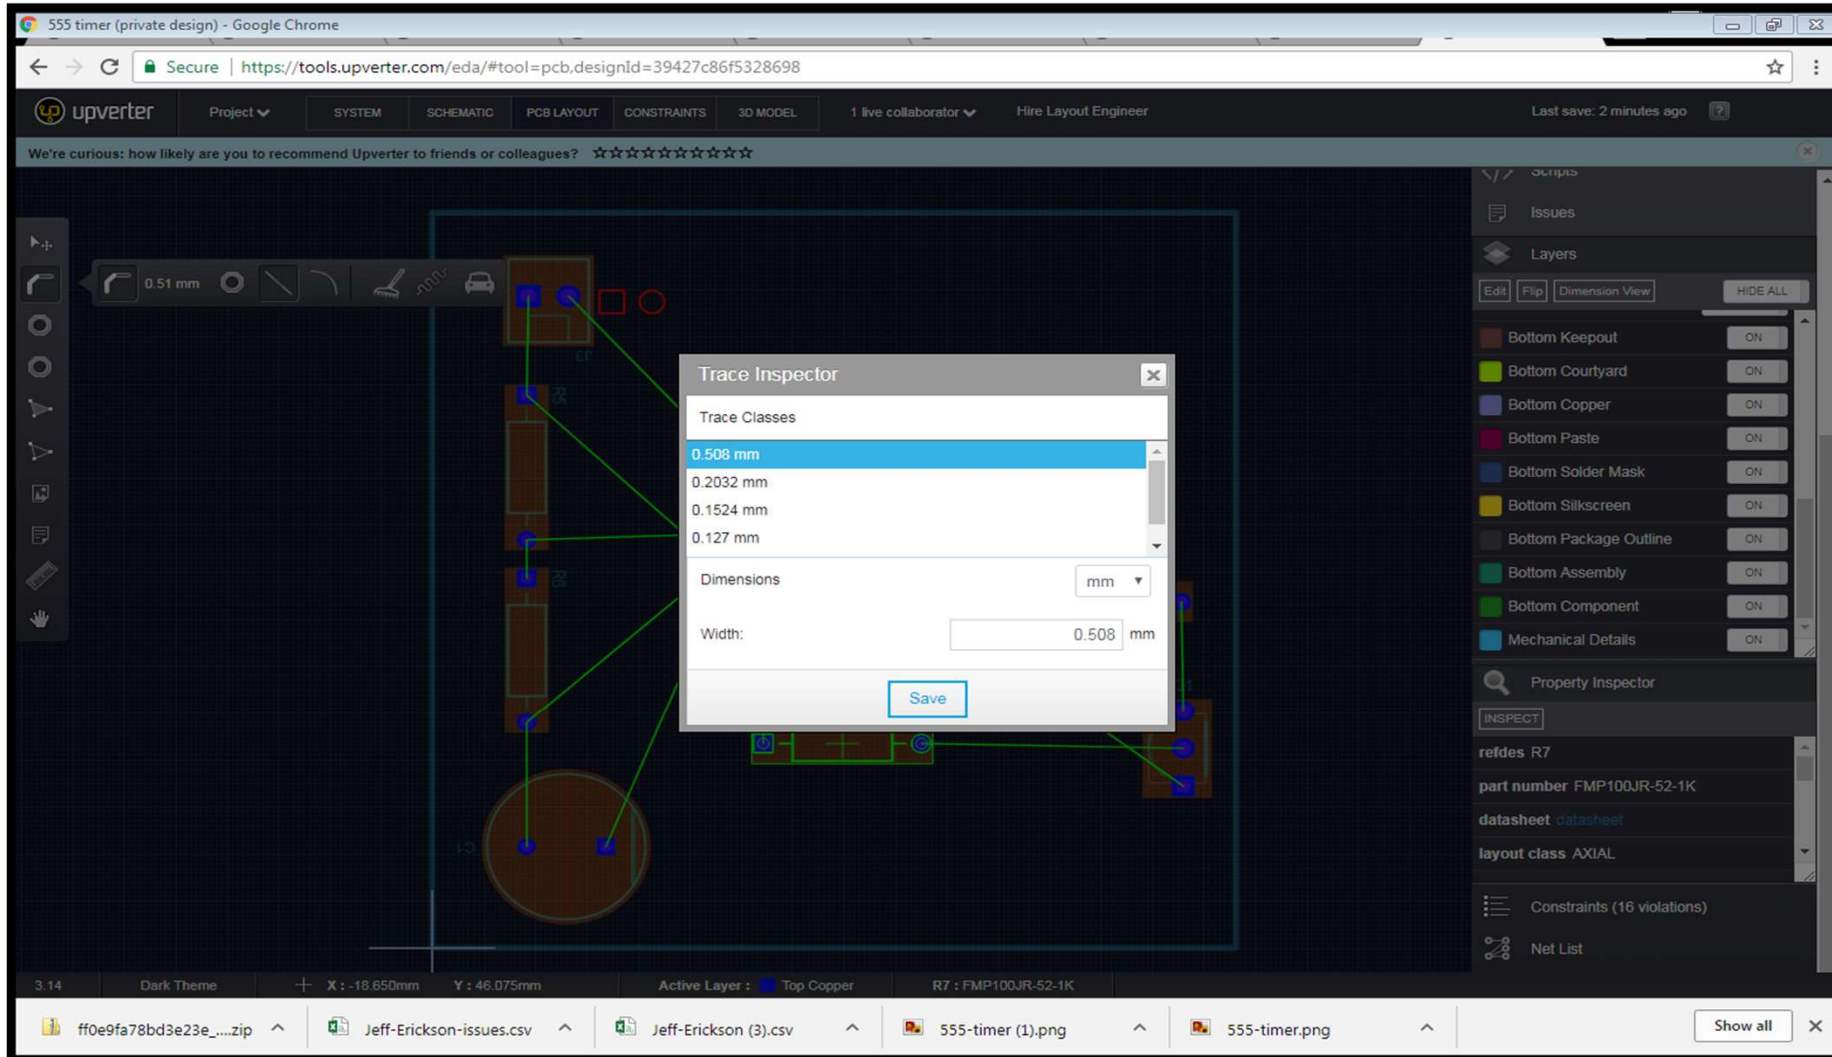 555 timer (private design) - Google Chrome
Secure | https://tools.upverter.com/eda/#tool=pcb,designId=39427c86f5328698
upverter Project SYSTEM SCHEMATIC PCB LAYOUT CONSTRAINTS 3D MODEL 1 live collaborator Hire Layout Engineer Last save: 2 minutes ago ?
We're curious: how likely are you to recommend Upverter to friends or colleagues?
Scripts
Issues
Layers
Edit Flip Dimension View HIDE ALL
Bottom Keepout ON
Bottom Courtyard ON
Bottom Copper ON
Bottom Paste ON
Bottom Solder Mask ON
Bottom Silkscreen ON
Bottom Package Outline ON
Bottom Assembly ON
Bottom Component ON
Mechanical Details ON
Property Inspector
INSPECT
refdes R7
part number FMP100JR-52-1K
datasheet datasheet
layout class AXIAL
Constraints (16 violations)
Net List
0.51 mm
J3
C1
Trace Inspector
Trace Classes
0.508 mm
0.2032 mm
0.1524 mm
0.127 mm
Dimensions mm
Width: 0.508 mm
Save
3.14 Dark Theme X : -18.650mm Y : 46.075mm Active Layer : Top Copper R7 : FMP100JR-52-1K
ff0e9fa78bd3e23e_....zip Jeff-Erickson-issues.csv Jeff-Erickson (3).csv 555-timer (1).png 555-timer.png Show all